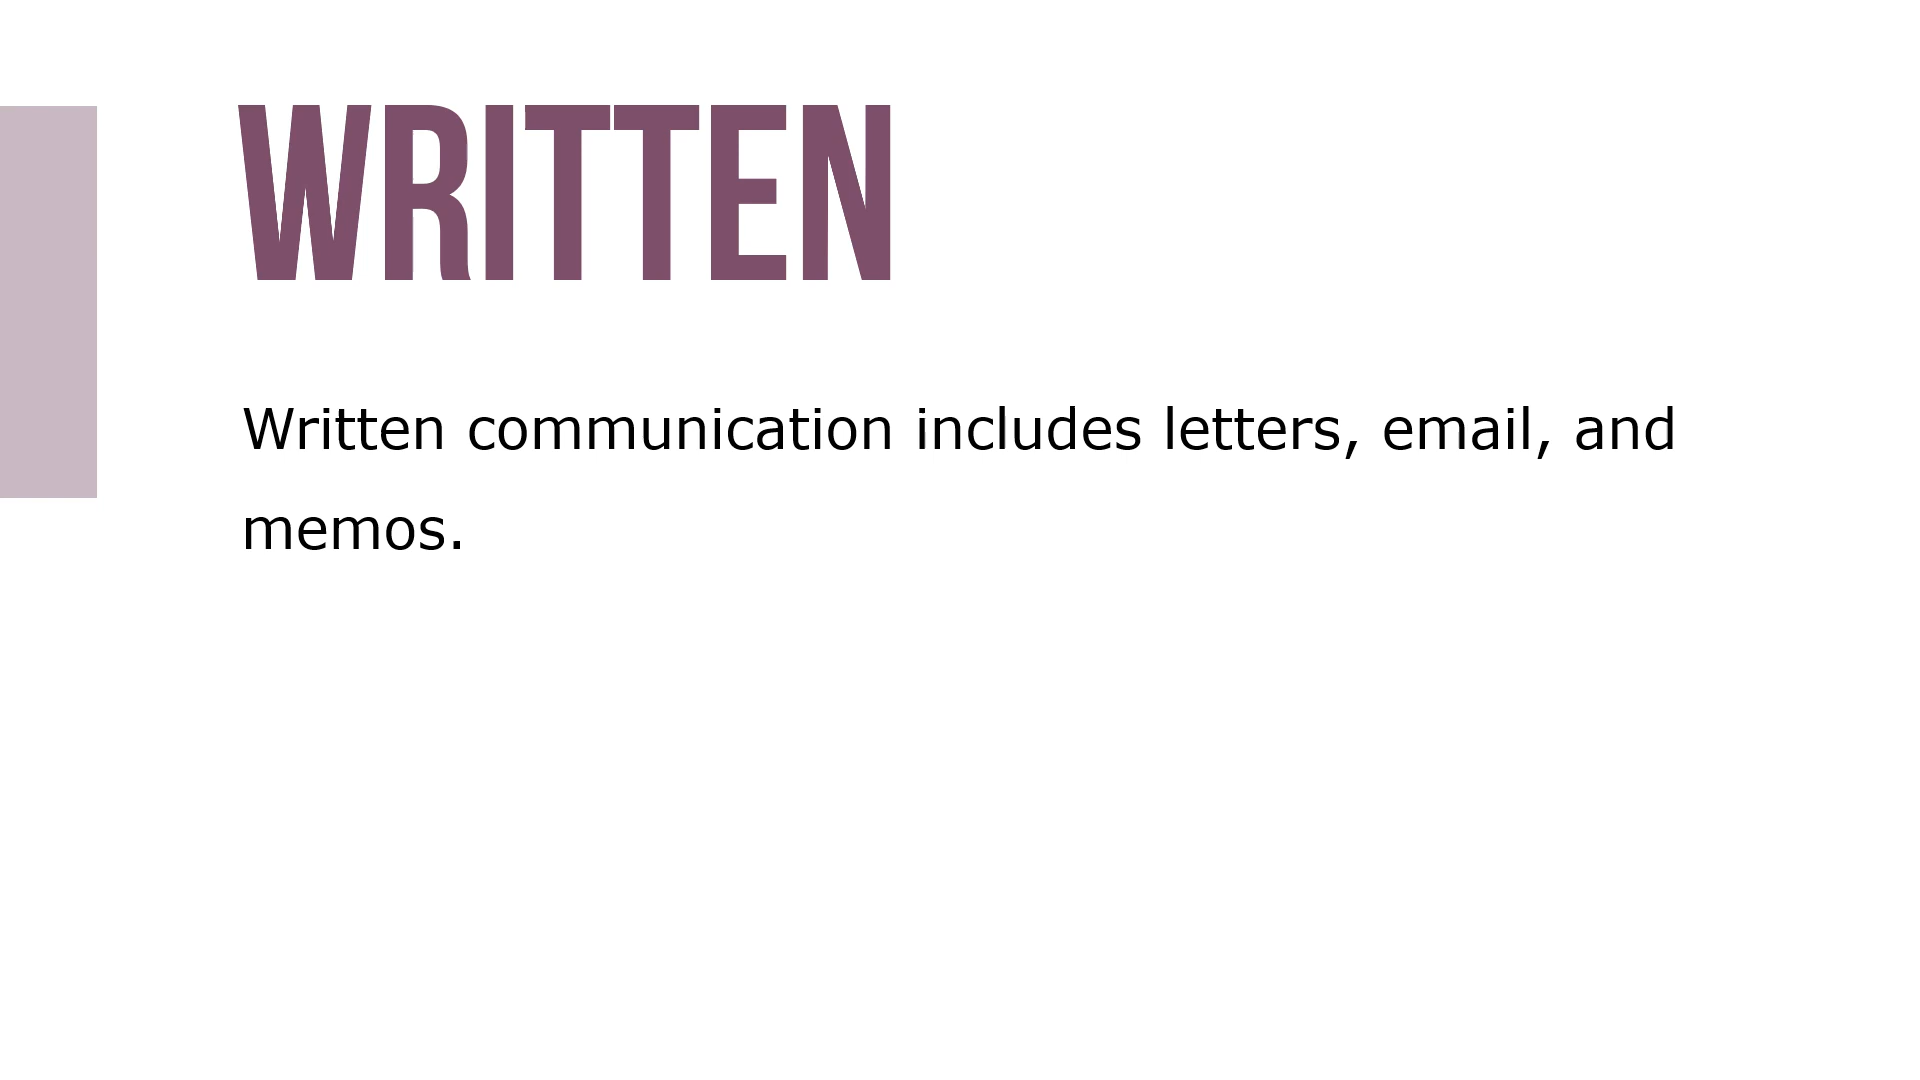 WRITTEN
Written communication includes letters, email, and
memos.